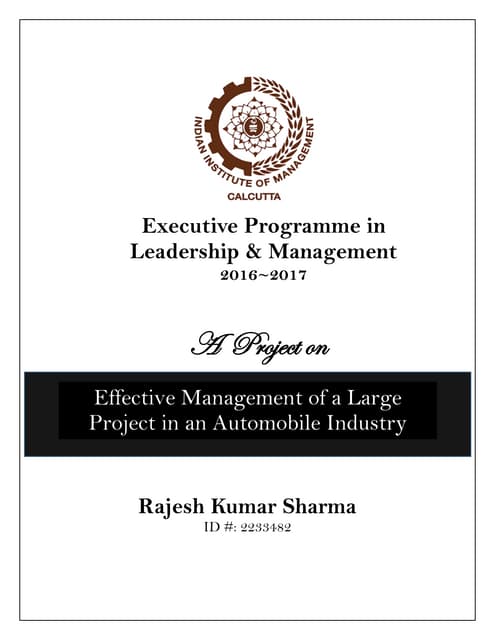 INDIAN INSTITUTE OF MANAGEMENT
CALCUTTA
Executive Programme in
Leadership & Management
2016~2017
A Project on
Effective Management of a Large
Project in an Automobile Industry
Rajesh Kumar Sharma
ID #: 2233482